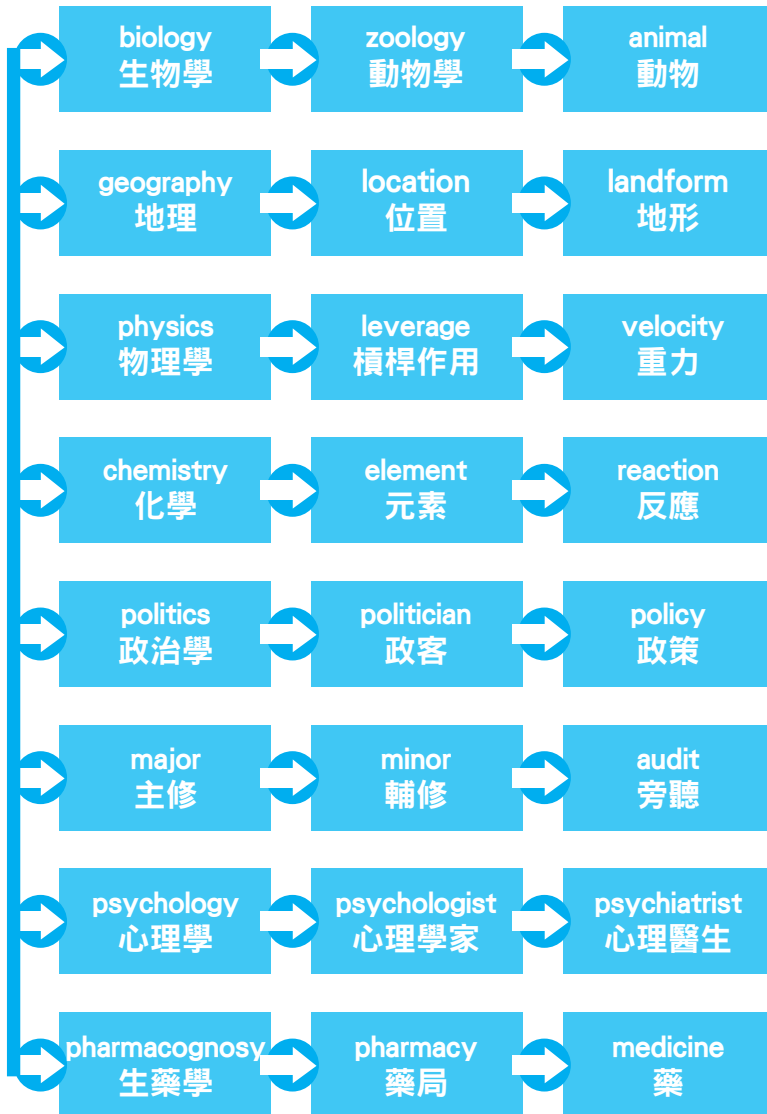 biology
生物學
zoology
動物學
animal
動物
geography
地理
location
位置
landform
地形
physics
物理學
leverage
槓桿作用
velocity
重力
chemistry
化學
element
元素
reaction
反應
politics
政治學
politician
政客
policy
政策
major
主修
minor
輔修
audit
旁聽
psychology
心理學
psychologist
心理學家
psychiatrist
心理醫生
pharmacognosy
生藥學
pharmacy
藥局
medicine
藥